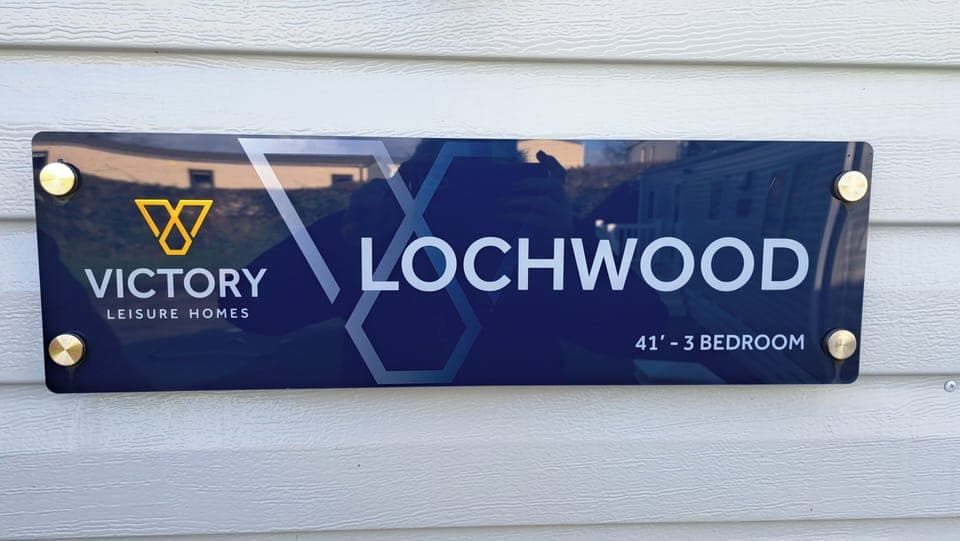 VICTORY
LEISURE HOMES
LOCHWOOD
41' - 3 BEDROOM